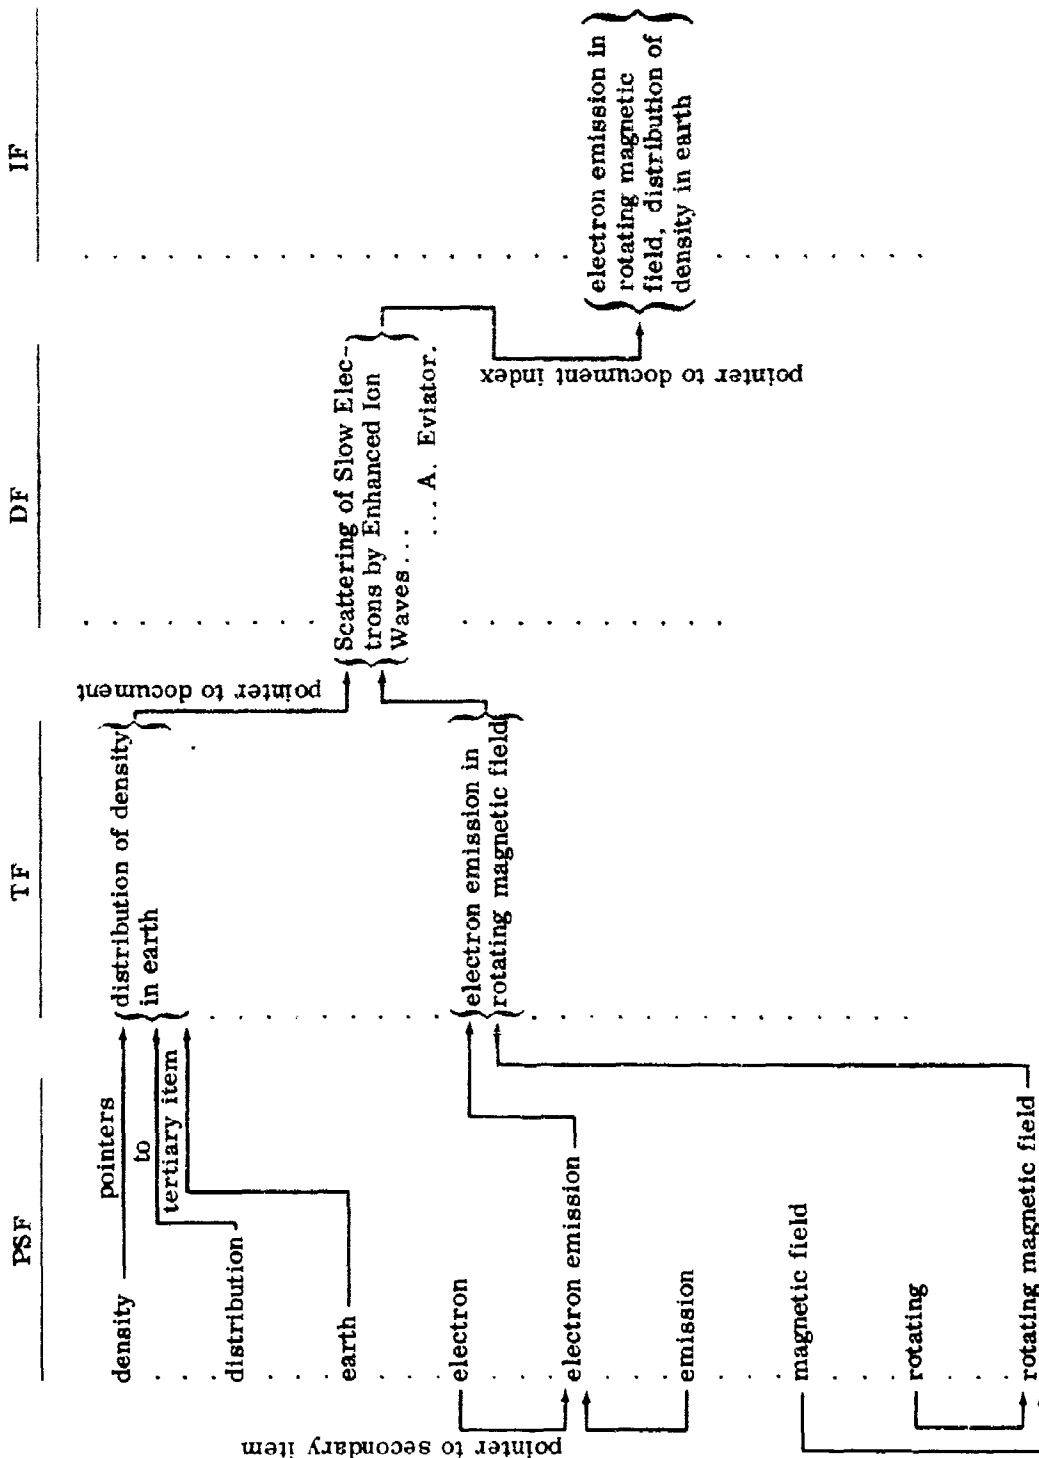 PSF
TF
DF
IF
density
distribution
earth
electron
electron emission
emission
magnetic field
rotating
rotating magnetic field
pointer to secondary item
pointers
to
tertiary item
distribution of density
in earth
electron emission in
rotating magnetic field
pointer to document
Scattering of Slow Elec-
trons by Enhanced Ion
Waves...
...A. Eviator.
pointer to document index
electron emission in
rotating magnetic
field, distribution of
density in earth